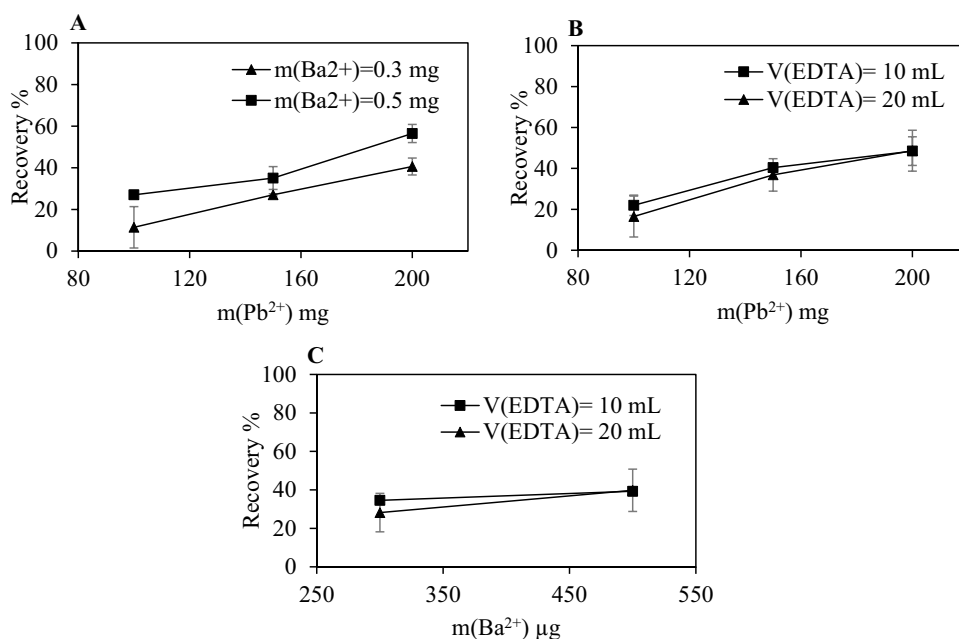 A
100
80
60
40
20
0
Recovery %
m(Ba2+)=0.3 mg
m(Ba2+)=0.5 mg
80 120 160 200
m(Pb²⁺) mg
B
100
80
60
40
20
0
Recovery %
V(EDTA)= 10 mL
V(EDTA)= 20 mL
80 120 160 200
m(Pb²⁺) mg
C
100
80
60
40
20
0
Recovery %
V(EDTA)= 10 mL
V(EDTA)= 20 mL
250 350 450 550
m(Ba²⁺) µg